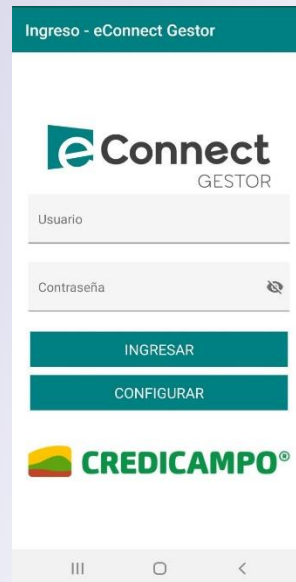 Ingreso - eConnect Gestor
eConnect
GESTOR
Usuario
Contraseña
INGRESAR
CONFIGURAR
CREDICAMPO®